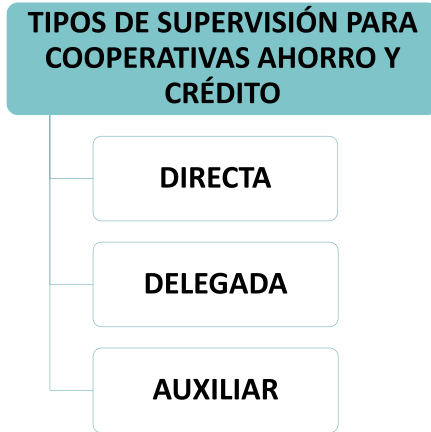 TIPOS DE SUPERVISIÓN PARA
COOPERATIVAS AHORRO Y
CRÉDITO
DIRECTA
DELEGADA
AUXILIAR